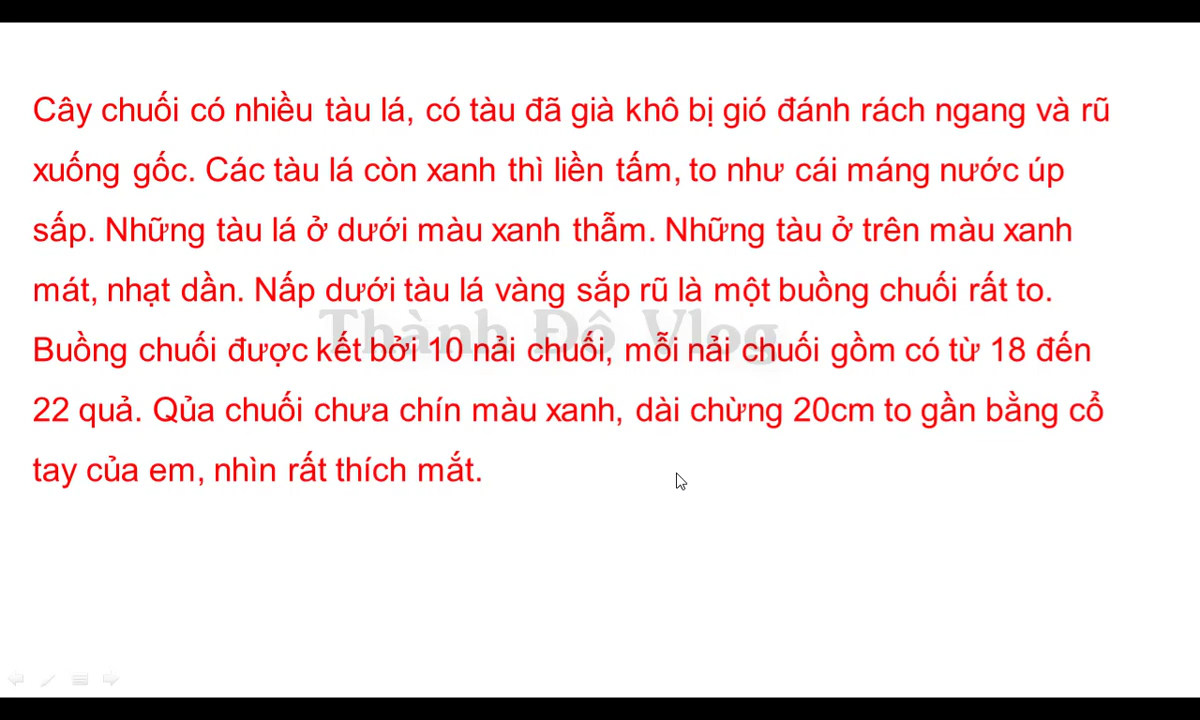 Cây chuối có nhiều tàu lá, có tàu đã già khô bị gió đánh rách ngang và rũ
xuống gốc. Các tàu lá còn xanh thì liền tấm, to như cái máng nước úp
sấp. Những tàu lá ở dưới màu xanh thẫm. Những tàu ở trên màu xanh
mát, nhạt dần. Nấp dưới tàu lá vàng sắp rũ là một buồng chuối rất to.
Thành Đô Vlog
Buồng chuối được kết bởi 10 nải chuối, mỗi nải chuối gồm có từ 18 đến
22 quả. Qủa chuối chưa chín màu xanh, dài chừng 20cm to gần bằng cổ
tay của em, nhìn rất thích mắt.